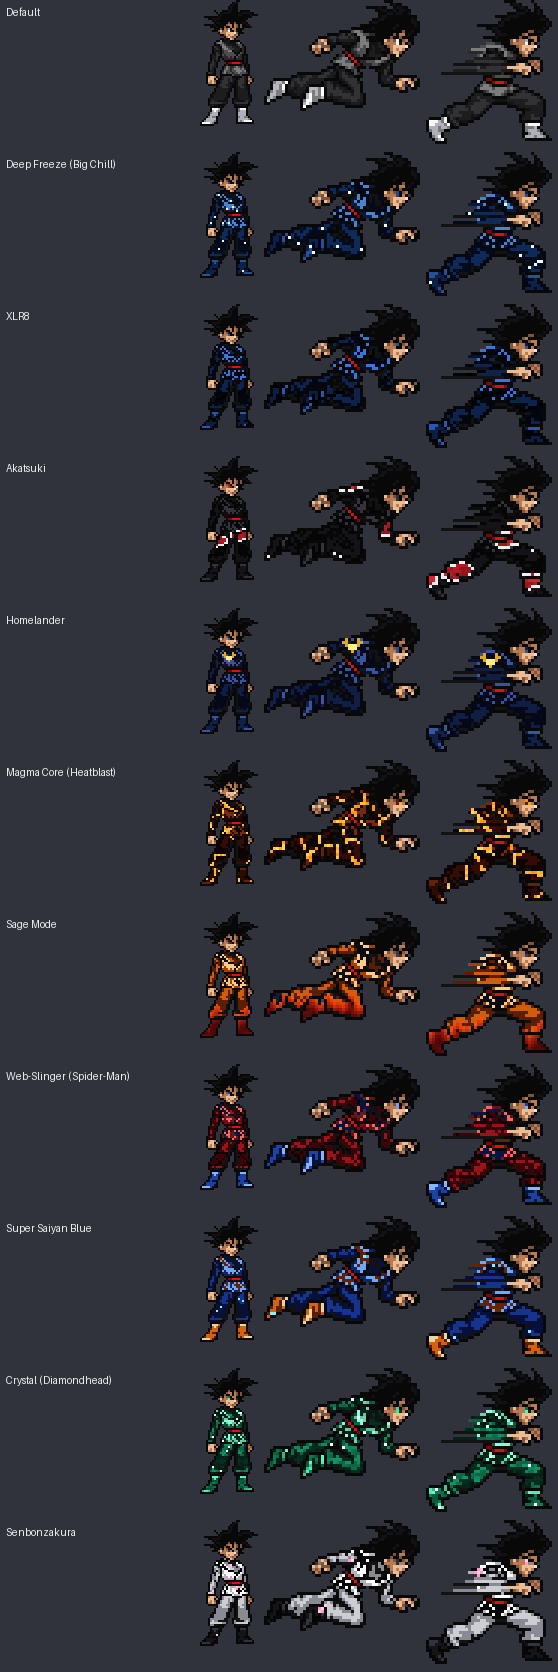 Default
Deep Freeze (Big Chill)
XLR8
Akatsuki
Homelander
Magma Core (Heatblast)
Sage Mode
Web-Slinger (Spider-Man)
Super Saiyan Blue
Crystal (Diamondhead)
Senbonzakura